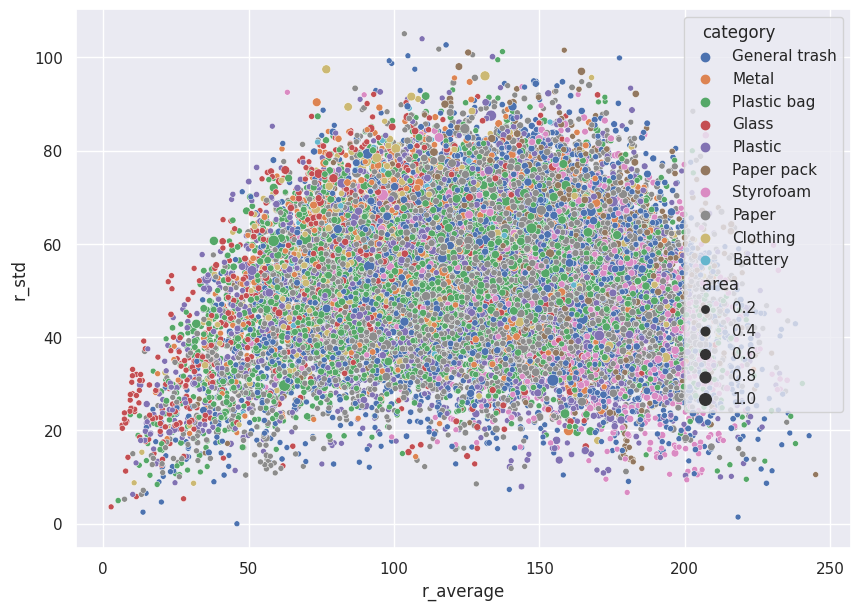 category
General trash
Metal
Plastic bag
Glass
Plastic
Paper pack
Styrofoam
Paper
Clothing
Battery
area
0.2
0.4
0.6
0.8
1.0
r_std
100
80
60
40
20
0
0 50 100 150 200 250
r_average